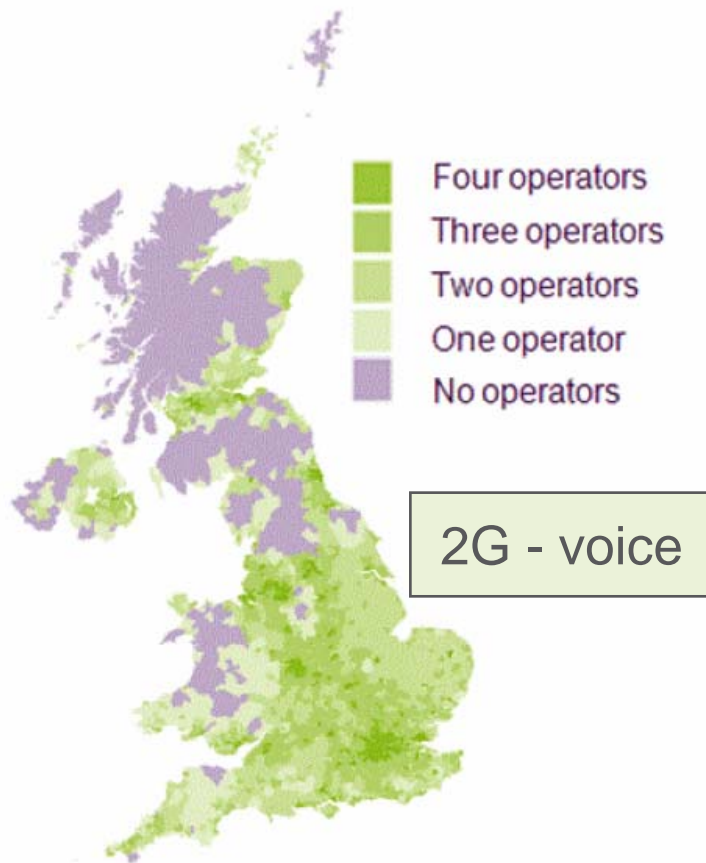 Four operators
Three operators
Two operators
One operator
No operators
2G - voice